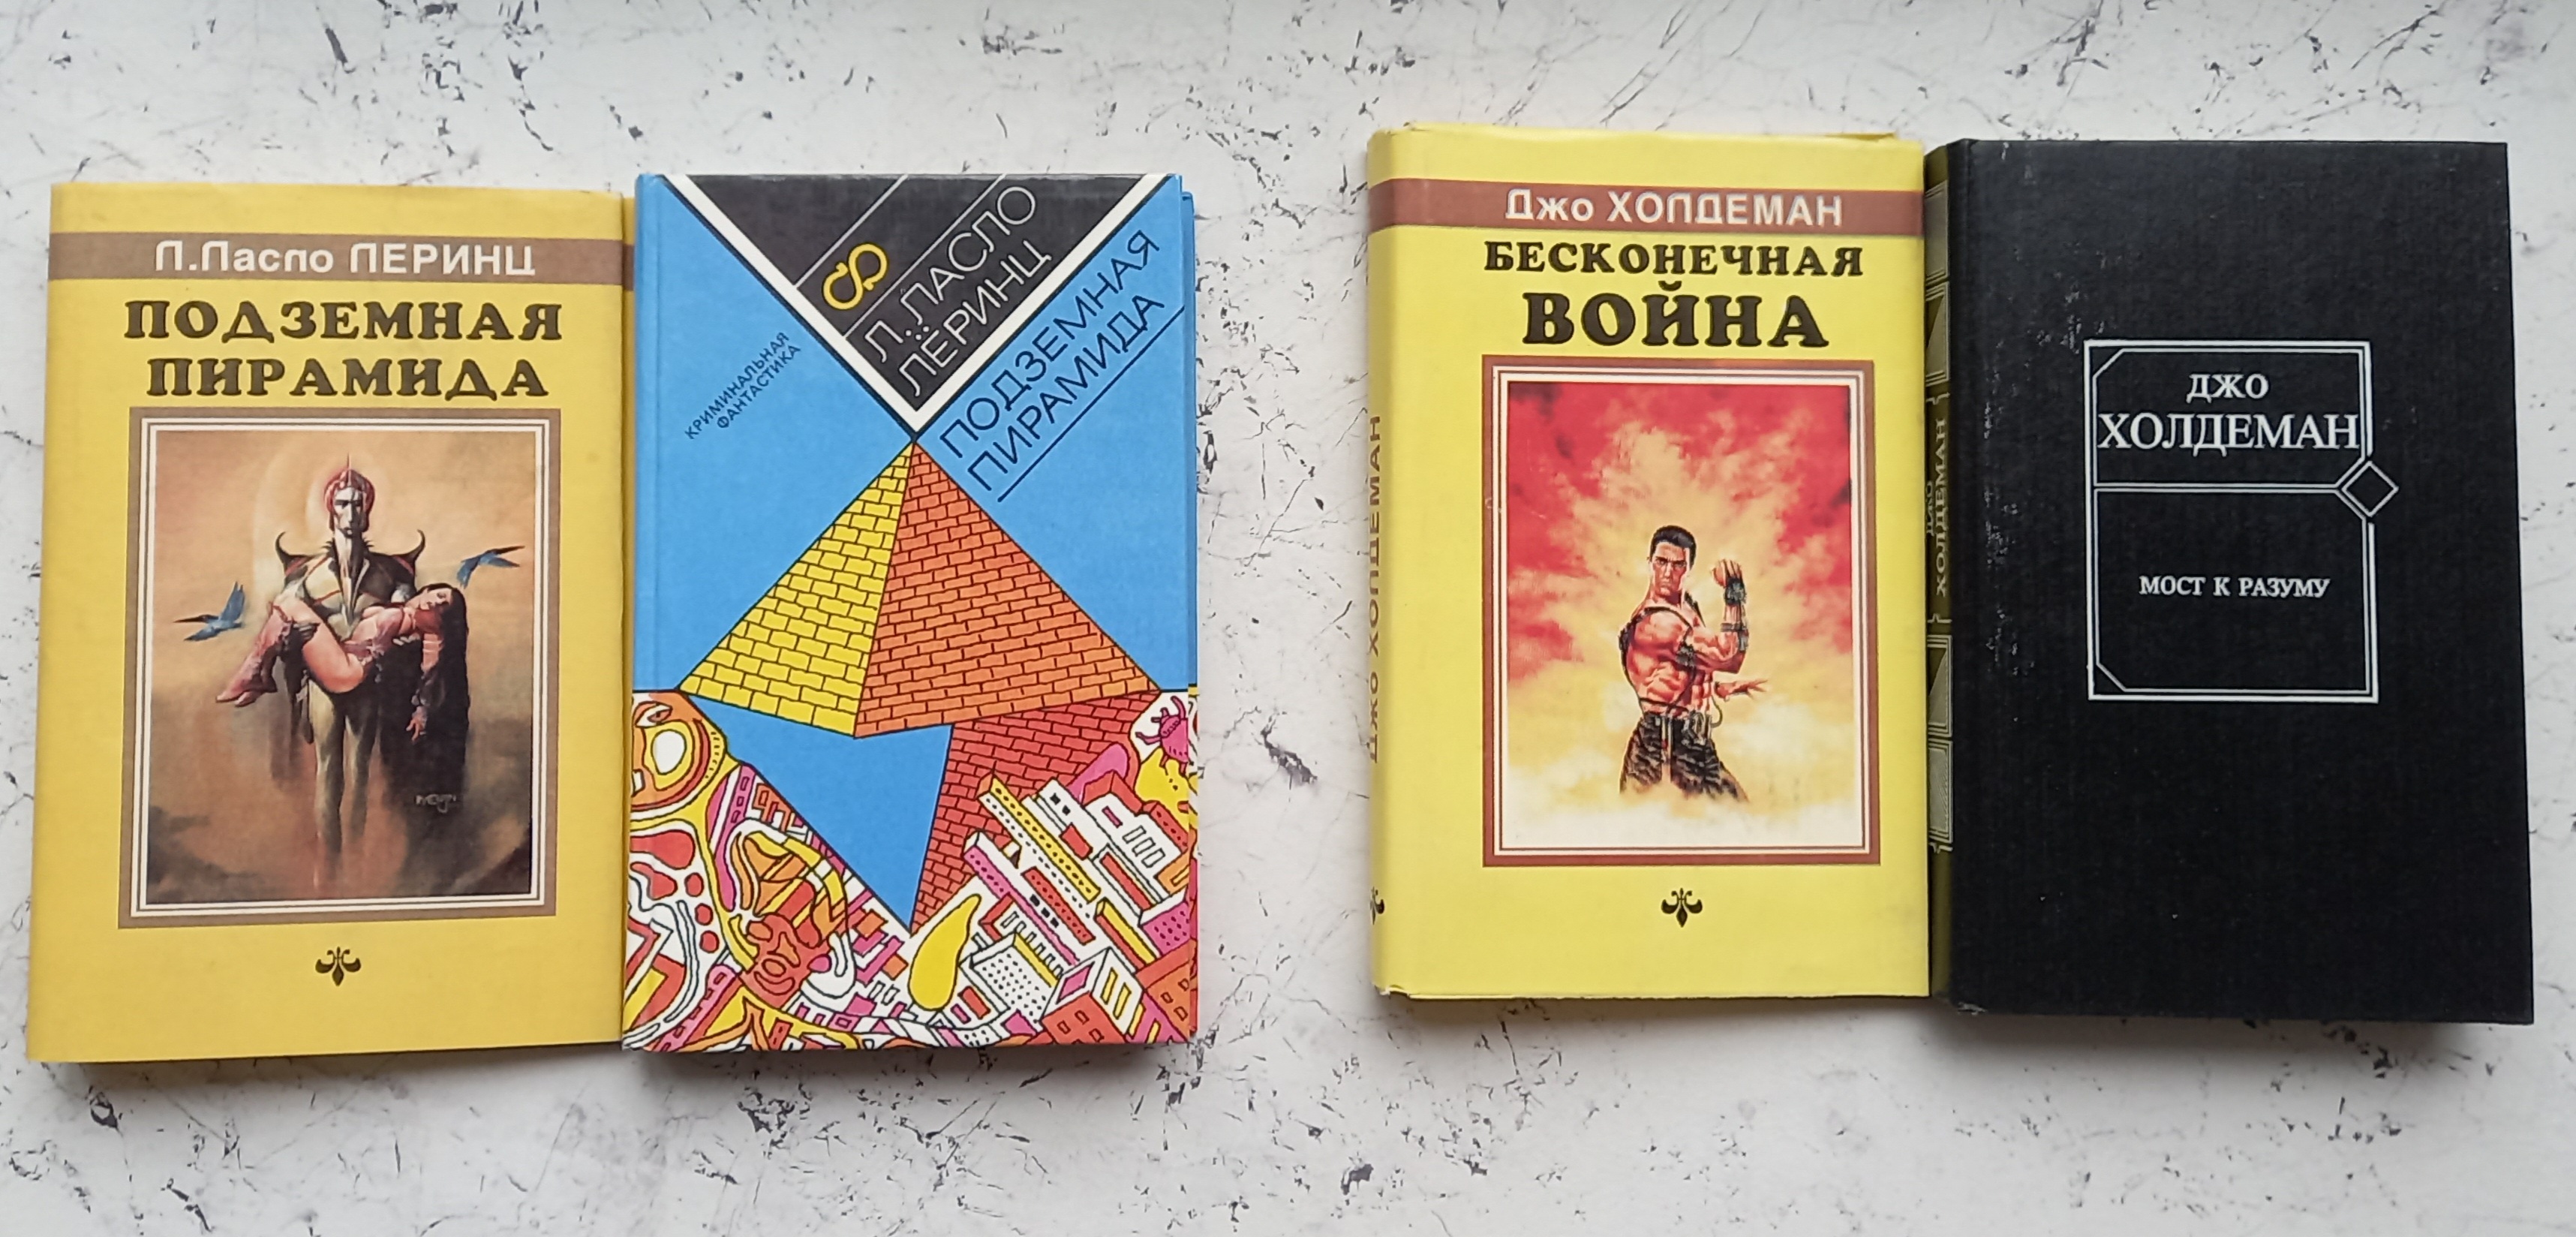 Л.Ласло ЛЕРИНЦ
ПОДЗЕМНАЯ
ПИРАМИДА
Л. ЛАСЛО
ЛЁРИНЦ
ПОДЗЕМНАЯ
ПИРАМИДА
КРИМИНАЛЬНАЯ
ФАНТАСТИКА
ДЖО ХОЛДЕМАН
Джо ХОЛДЕМАН
БЕСКОНЕЧНАЯ
ВОЙНА
ДЖО
ХОЛДЕМАН
ДЖО
ХОЛДЕМАН
МОСТ К РАЗУМУ